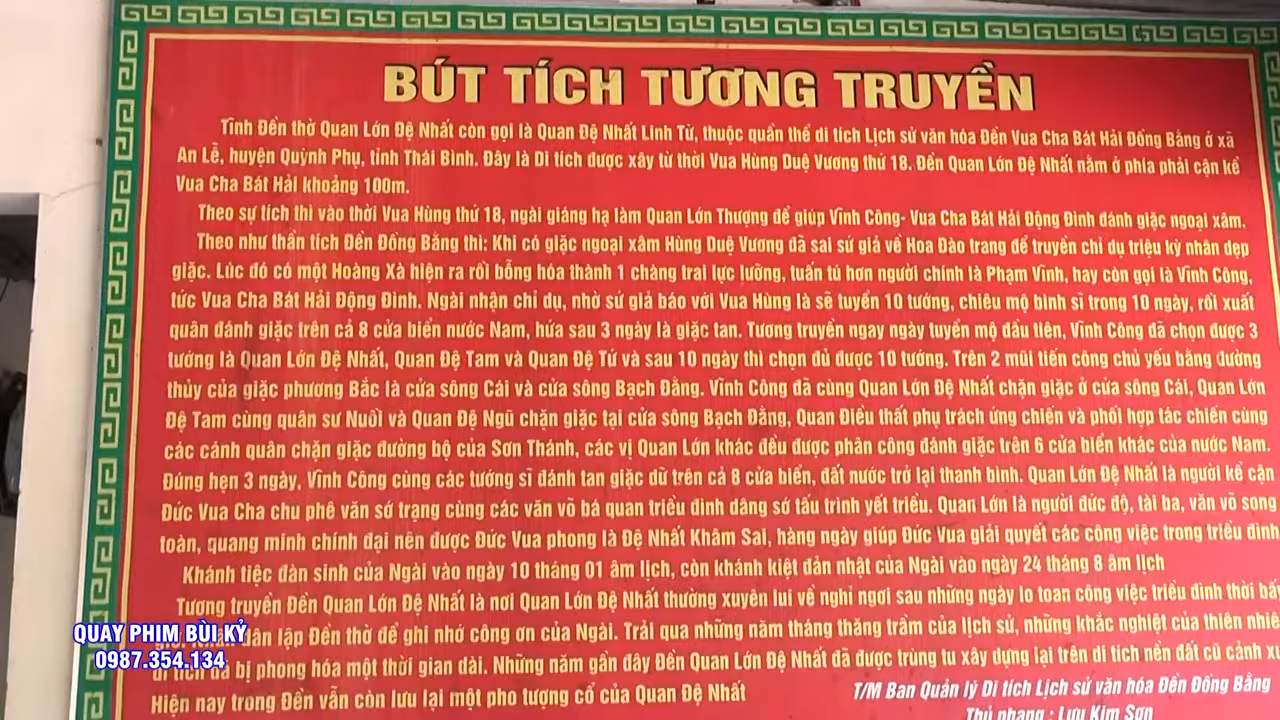 BÚT TÍCH TƯƠNG TRUYỀN
Tĩnh Đền thờ Quan Lớn Đệ Nhất còn gọi là Quan Đệ Nhất Linh Từ, thuộc quần thể di tích Lịch sử văn hóa Đền Vua Cha Bát Hải Đồng Bằng ở xã
An Lễ, huyện Quỳnh Phụ, tỉnh Thái Bình. Đây là Di tích được xây từ thời Vua Hùng Duệ Vương thứ 18. Đền Quan Lớn Đệ Nhất nằm ở phía phải cận kề
Vua Cha Bát Hải khoảng 100m.
Theo sự tích thì vào thời Vua Hùng thứ 18, ngài giáng hạ làm Quan Lớn Thượng để giúp Vĩnh Công- Vua Cha Bát Hải Động Đình đánh giặc ngoại xâm.
Theo như thần tích Đền Đồng Bằng thì: Khi có giặc ngoại xâm Hùng Duệ Vương đã sai sứ giả về Hoa Đào trang để truyền chỉ dụ triệu kỳ nhân dẹp
giặc. Lúc đó có một Hoàng Xà hiện ra rồi bỗng hóa thành 1 chàng trai lực lưỡng, tuấn tú hơn người chính là Phạm Vĩnh, hay còn gọi là Vĩnh Công,
tức Vua Cha Bát Hải Động Đình. Ngài nhận chỉ dụ, nhờ sứ giả báo với Vua Hùng là sẽ tuyển 10 tướng, chiêu mộ binh sĩ trong 10 ngày, rồi xuất
quân đánh giặc trên cả 8 cửa biển nước Nam, hứa sau 3 ngày là giặc tan. Tương truyền ngay ngày tuyển mộ đầu tiên, Vĩnh Công đã chọn được 3
tướng là Quan Lớn Đệ Nhất, Quan Đệ Tam và Quan Đệ Tứ và sau 10 ngày thì chọn đủ được 10 tướng. Trên 2 mũi tiến công chủ yếu bằng đường
thủy của giặc phương Bắc là cửa sông Cái và cửa sông Bạch Đằng. Vĩnh Công đã cùng Quan Lớn Đệ Nhất chặn giặc ở cửa sông Cái, Quan Lớn
Đệ Tam cùng quân sư Nuôi và Quan Đệ Ngũ chặn giặc tại cửa sông Bạch Đằng, Quan Điều thất phụ trách ứng chiến và phối hợp tác chiến cùng
các cánh quân chặn giặc đường bộ của Sơn Thánh, các vị Quan Lớn khác đều được phân công đánh giặc trên 6 cửa biển khác của nước Nam.
Đúng hẹn 3 ngày, Vĩnh Công cùng các tướng sĩ đánh tan giặc dữ trên cả 8 cửa biển, đất nước trở lại thanh bình. Quan Lớn Đệ Nhất là người kề cận
Đức Vua Cha chu phê văn sớ trạng cùng các văn võ bá quan triều đình dâng sớ tấu trình yết triều. Quan Lớn là người đức độ, tài ba, văn võ song
toàn, quang minh chính đại nên được Đức Vua phong là Đệ Nhất Khâm Sai, hàng ngày giúp Đức Vua giải quyết các công việc trong triều đình
Khánh tiệc đản sinh của Ngài vào ngày 10 tháng 01 âm lịch, còn khánh kiệt đản nhật của Ngài vào ngày 24 tháng 8 âm lịch
Tương truyền Đền Quan Lớn Đệ Nhất là nơi Quan Lớn Đệ Nhất thường xuyên lui về nghỉ ngơi sau những ngày lo toan công việc triều đình thời bấy
dân lập Đền thờ để ghi nhớ công ơn của Ngài. Trải qua những năm tháng thăng trầm của lịch sử, những khắc nghiệt của thiên nhiê
di tích đã bị phong hóa một thời gian dài. Những năm gần đây Đền Quan Lớn Đệ Nhất đã được trùng tu xây dựng lại trên di tích nền đất cũ cảnh xư
Hiện nay trong Đền vẫn còn lưu lại một pho tượng cổ của Quan Đệ Nhất
T/M Ban Quản lý Di tích Lịch sử văn hóa Đền Đồng Bằng
Thủ nhang : Lưu Kim Sơn
QUAY PHIM BÙI KỶ
0987.354.134